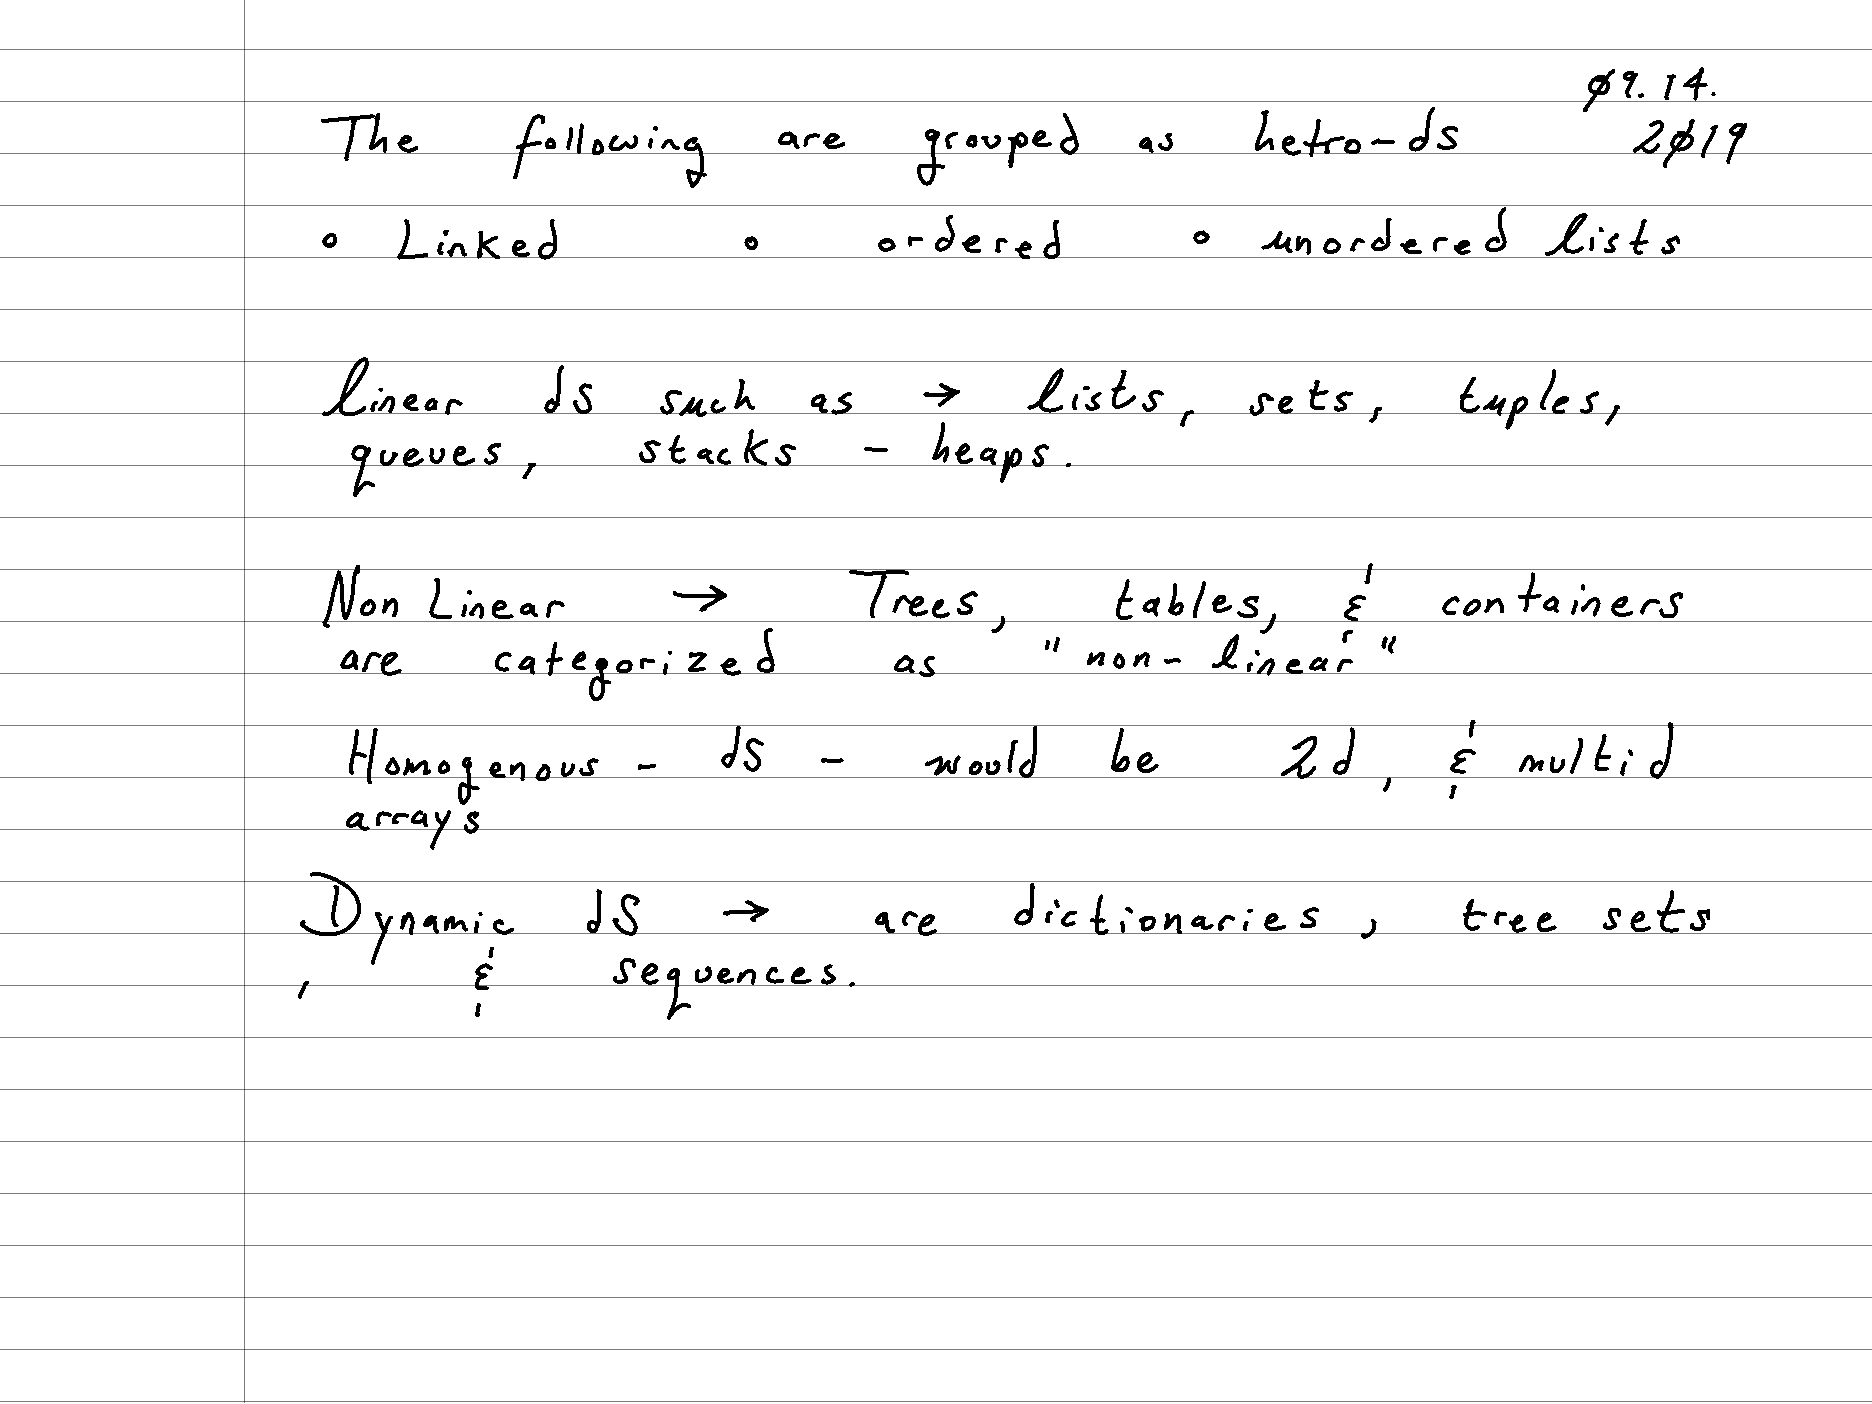 Ø9.14.
The following are grouped as hetro-ds 2Ø19
• Linked • ordered • unordered lists
linear ds such as → lists, sets, tuples,
queues, stacks - heaps.
Non Linear → Trees, tables, & containers
are categorized as "non-linear"
Homogenous - ds - would be 2d, & multid
arrays
Dynamic dS → are dictionaries, tree sets
, & sequences.